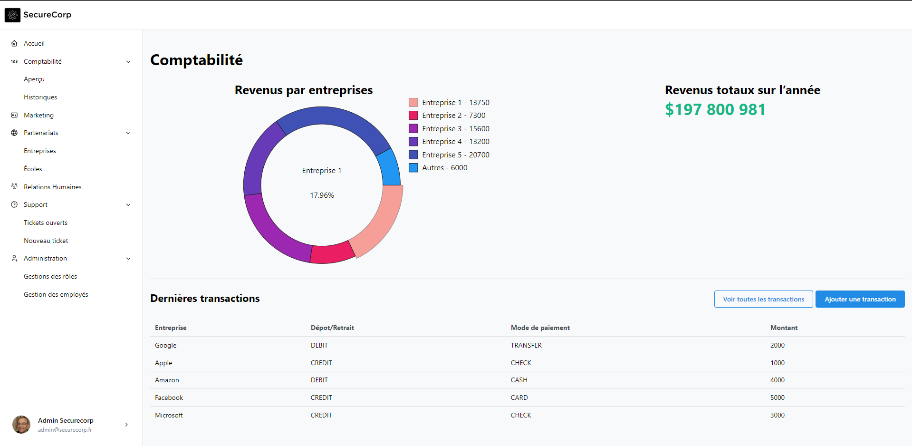 SecureCorp
Accueil
Comptabilité
Aperçu
Historiques
Marketing
Partenariats
Entreprises
Écoles
Relations Humaines
Support
Tickets ouverts
Nouveau ticket
Administration
Gestions des rôles
Gestion des employés
Admin Securecorp
admin@securecorp.fr
Comptabilité
Revenus par entreprises
Entreprise 1
17.96%
Entreprise 1 - 13750
Entreprise 2 - 7300
Entreprise 3 - 15600
Entreprise 4 - 13200
Entreprise 5 - 20700
Autres - 6000
Revenus totaux sur l'année
$197 800 981
Dernières transactions
Voir toutes les transactions
Ajouter une transaction
Entreprise Dépot/Retrait Mode de paiement Montant
Google DEBIT TRANSFER 2000
Apple CREDIT CHECK 1000
Amazon DEBIT CASH 4000
Facebook CREDIT CARD 5000
Microsoft CREDIT CHECK 3000